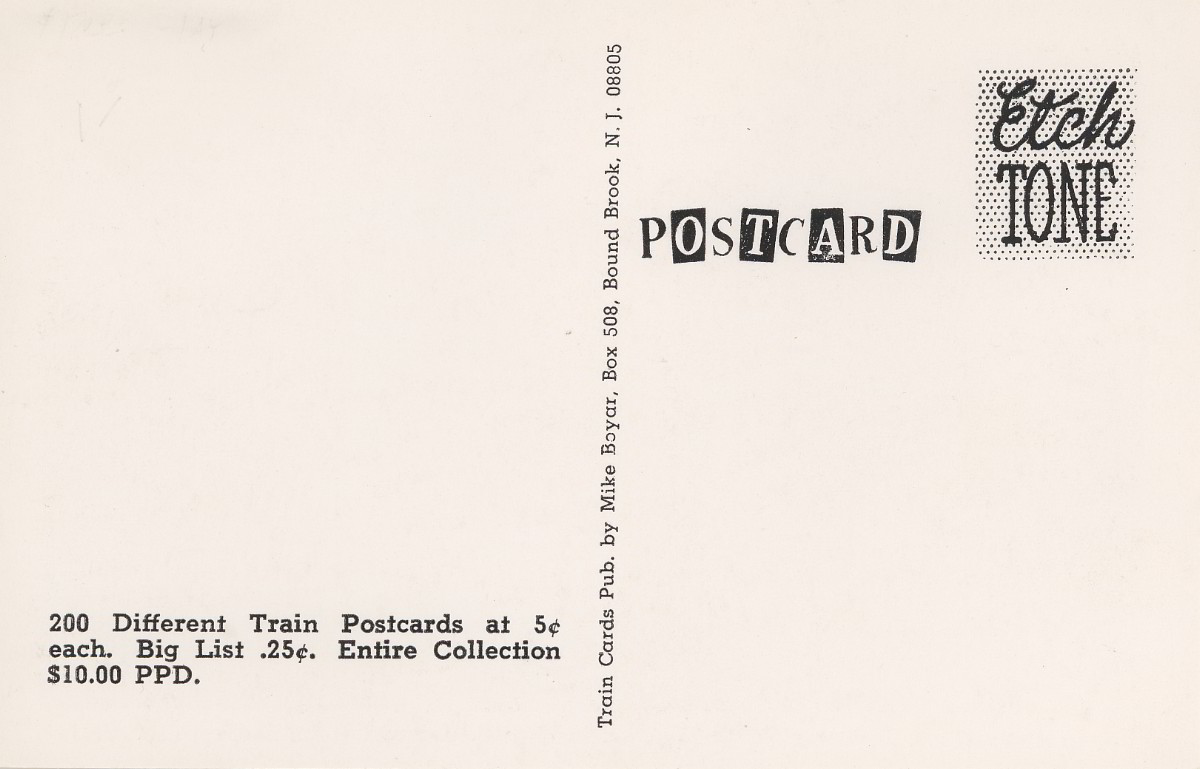 200 Different Train Postcards at 5¢
each. Big List .25¢. Entire Collection
$10.00 PPD.
Train Cards Pub. by Mike Boyar, Box 508, Bound Brook, N. J. 08805
POSTCARD
Etch
TONE